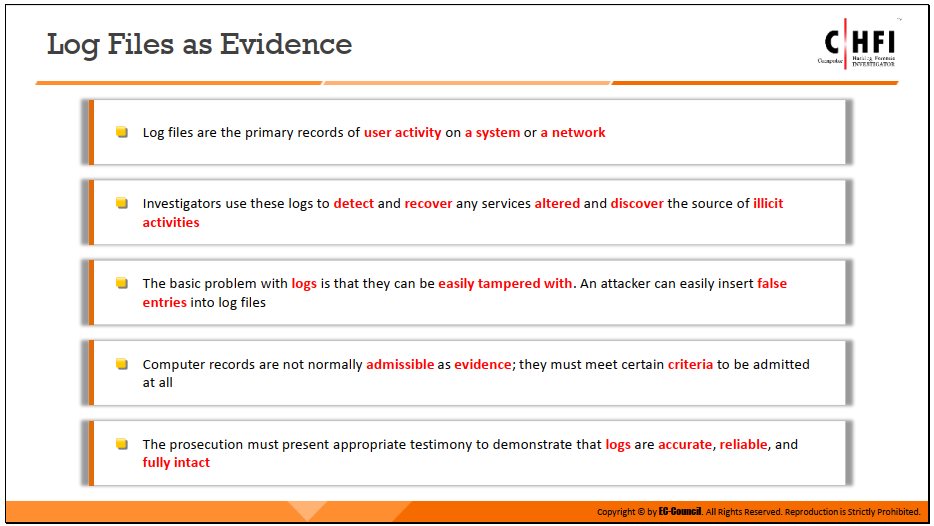 Log Files as Evidence
CHFI
Computer Hacking Forensic
INVESTIGATOR
Log files are the primary records of user activity on a system or a network
Investigators use these logs to detect and recover any services altered and discover the source of illicit
activities
The basic problem with logs is that they can be easily tampered with. An attacker can easily insert false
entries into log files
Computer records are not normally admissible as evidence; they must meet certain criteria to be admitted
at all
The prosecution must present appropriate testimony to demonstrate that logs are accurate, reliable, and
fully intact
Copyright © by EC-Council. All Rights Reserved. Reproduction is Strictly Prohibited.